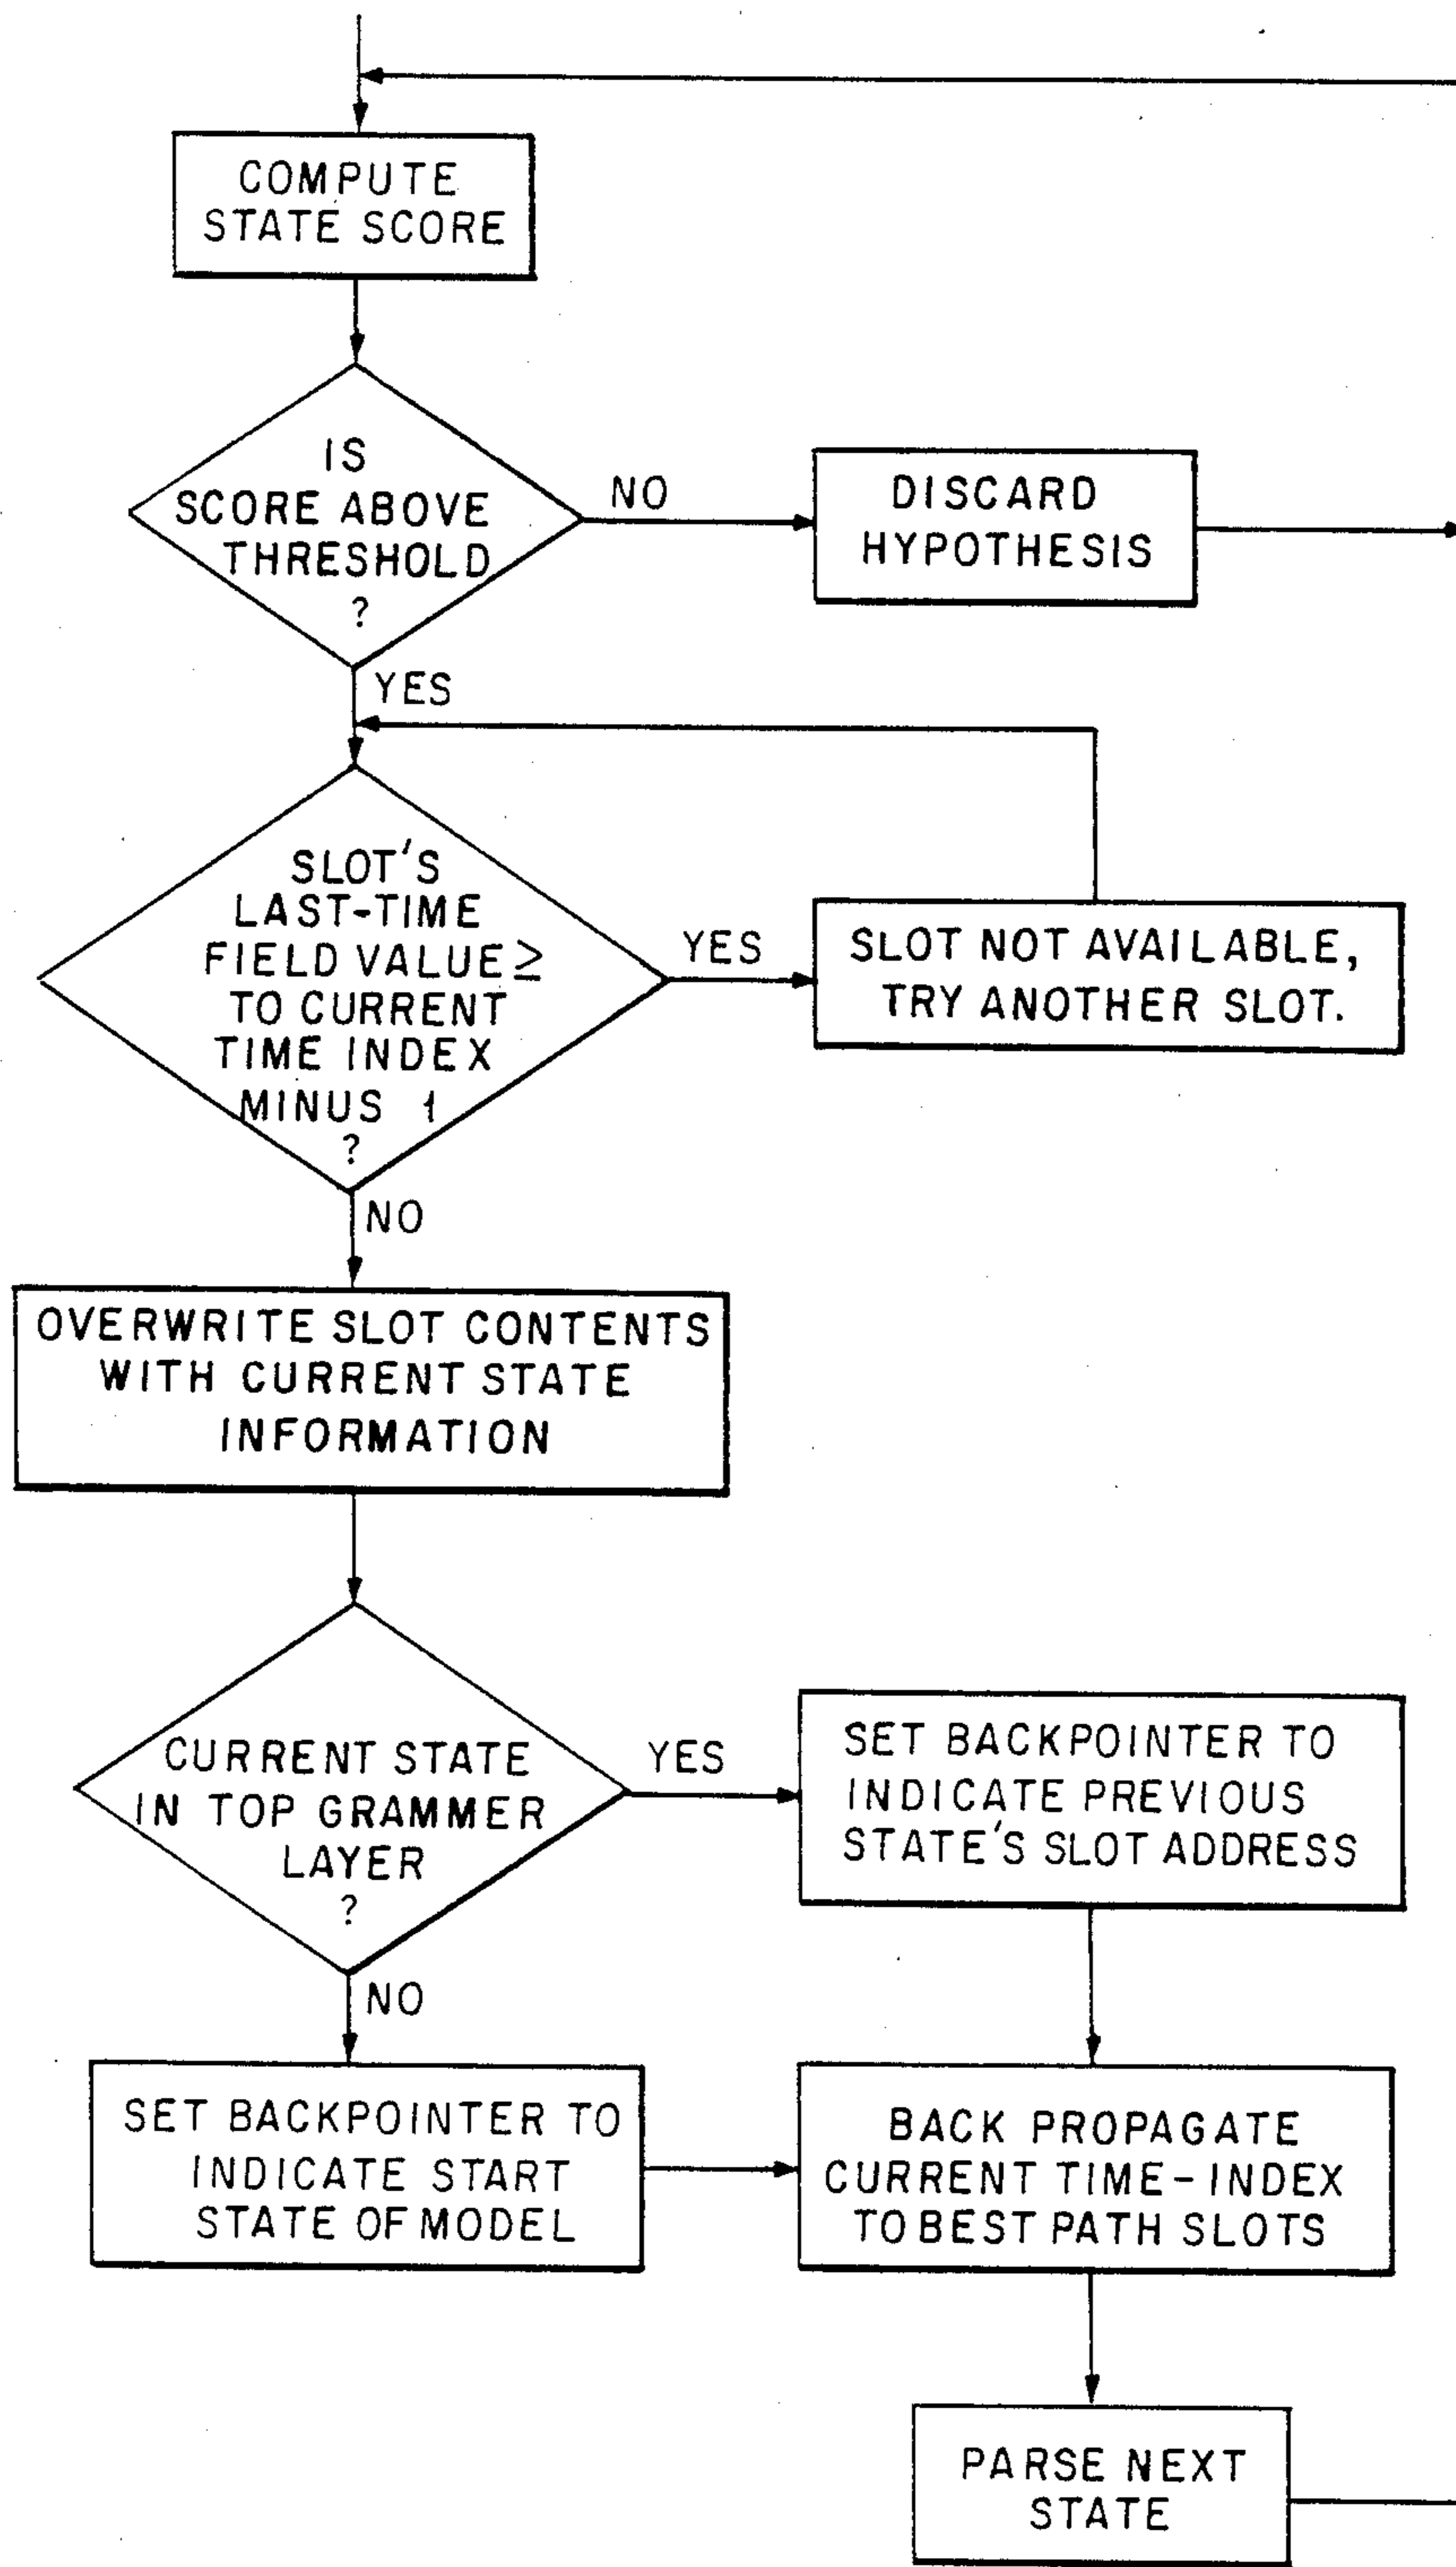 COMPUTE
STATE SCORE
IS
SCORE ABOVE
THRESHOLD
?
NO
DISCARD
HYPOTHESIS
YES
SLOT'S
LAST-TIME
FIELD VALUE ≥
TO CURRENT
TIME INDEX
MINUS 1
?
YES
SLOT NOT AVAILABLE,
TRY ANOTHER SLOT.
NO
OVERWRITE SLOT CONTENTS
WITH CURRENT STATE
INFORMATION
CURRENT STATE
IN TOP GRAMMER
LAYER
?
YES
SET BACKPOINTER TO
INDICATE PREVIOUS
STATE'S SLOT ADDRESS
NO
SET BACKPOINTER TO
INDICATE START
STATE OF MODEL
BACK PROPAGATE
CURRENT TIME-INDEX
TO BEST PATH SLOTS
PARSE NEXT
STATE